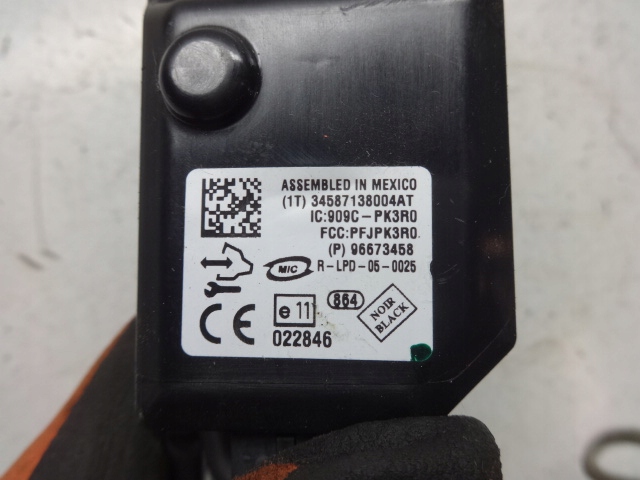 ASSEMBLED IN MEXICO
(1T) 34587138004AT
IC:909C-PK3R0
FCC:PFJPK3R0
(P) 96673458
MIC R-LPD-05-0025
CE e 11 864 NOIR BLACK
022846